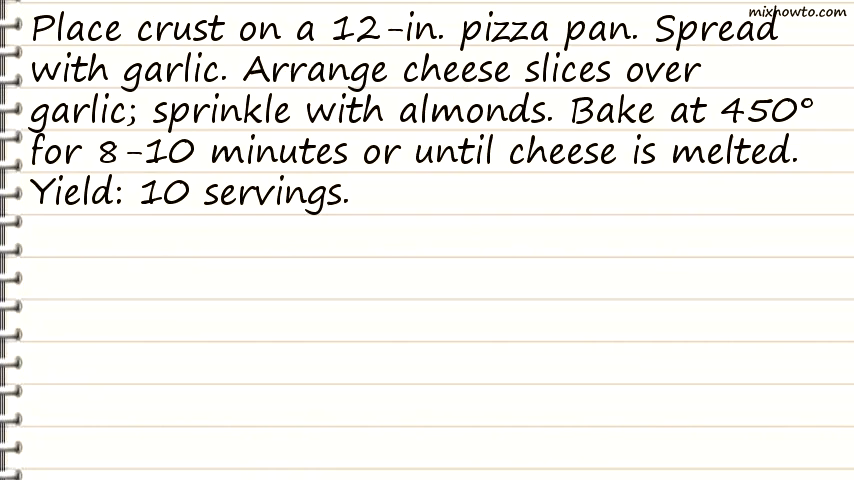 mixhowto.com
Place crust on a 12-in. pizza pan. Spread
with garlic. Arrange cheese slices over
garlic; sprinkle with almonds. Bake at 450°
for 8-10 minutes or until cheese is melted.
Yield: 10 servings.